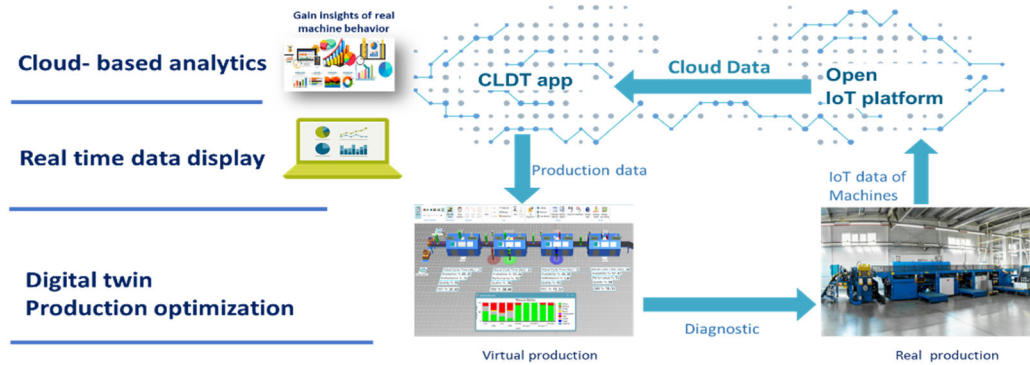 Gain insights of real
machine behavior
Cloud- based analytics
CLDT app
Cloud Data
Open
IoT platform
Real time data display
Production data
IoT data of
Machines
Digital twin
Production optimization
Diagnostic
Virtual production
Real production